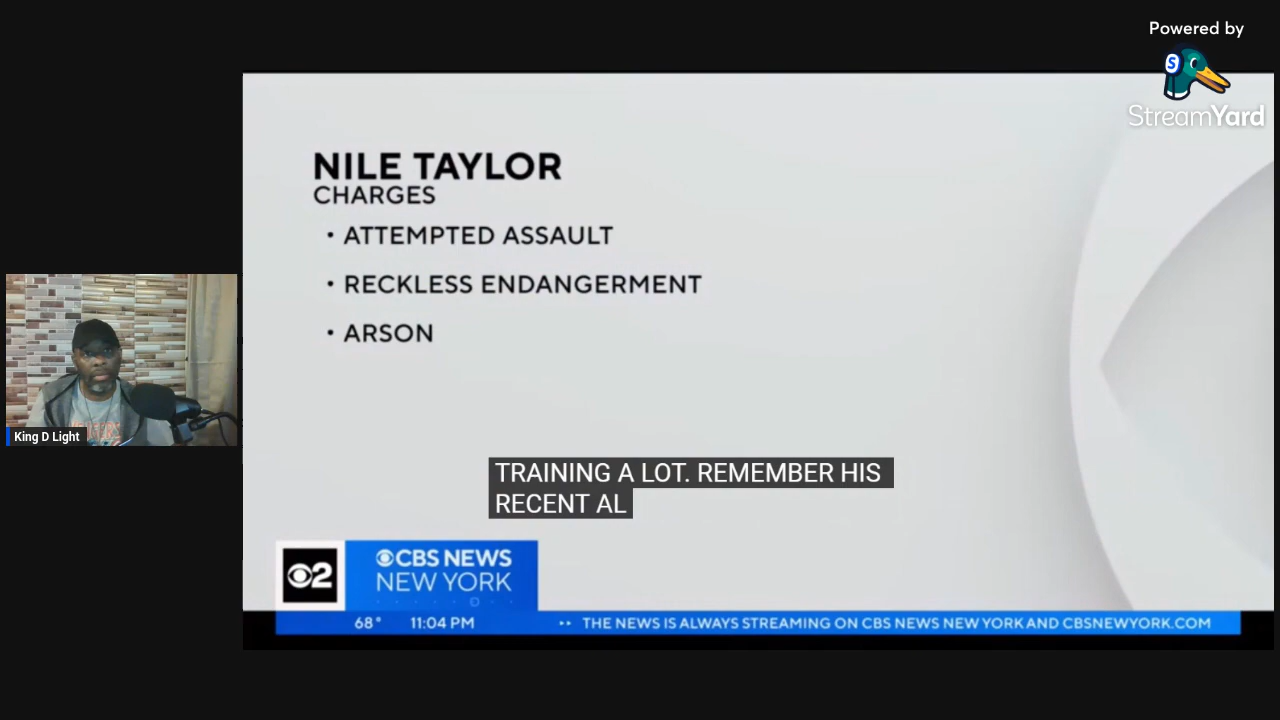 Powered by
S
StreamYard
NILE TAYLOR
CHARGES
• ATTEMPTED ASSAULT
• RECKLESS ENDANGERMENT
• ARSON
King D Light
TRAINING A LOT. REMEMBER HIS
RECENT AL
2
CBS NEWS
NEW YORK
68° 11:04 PM THE NEWS IS ALWAYS STREAMING ON CBS NEWS NEW YORK AND CBSNEWYORK.COM